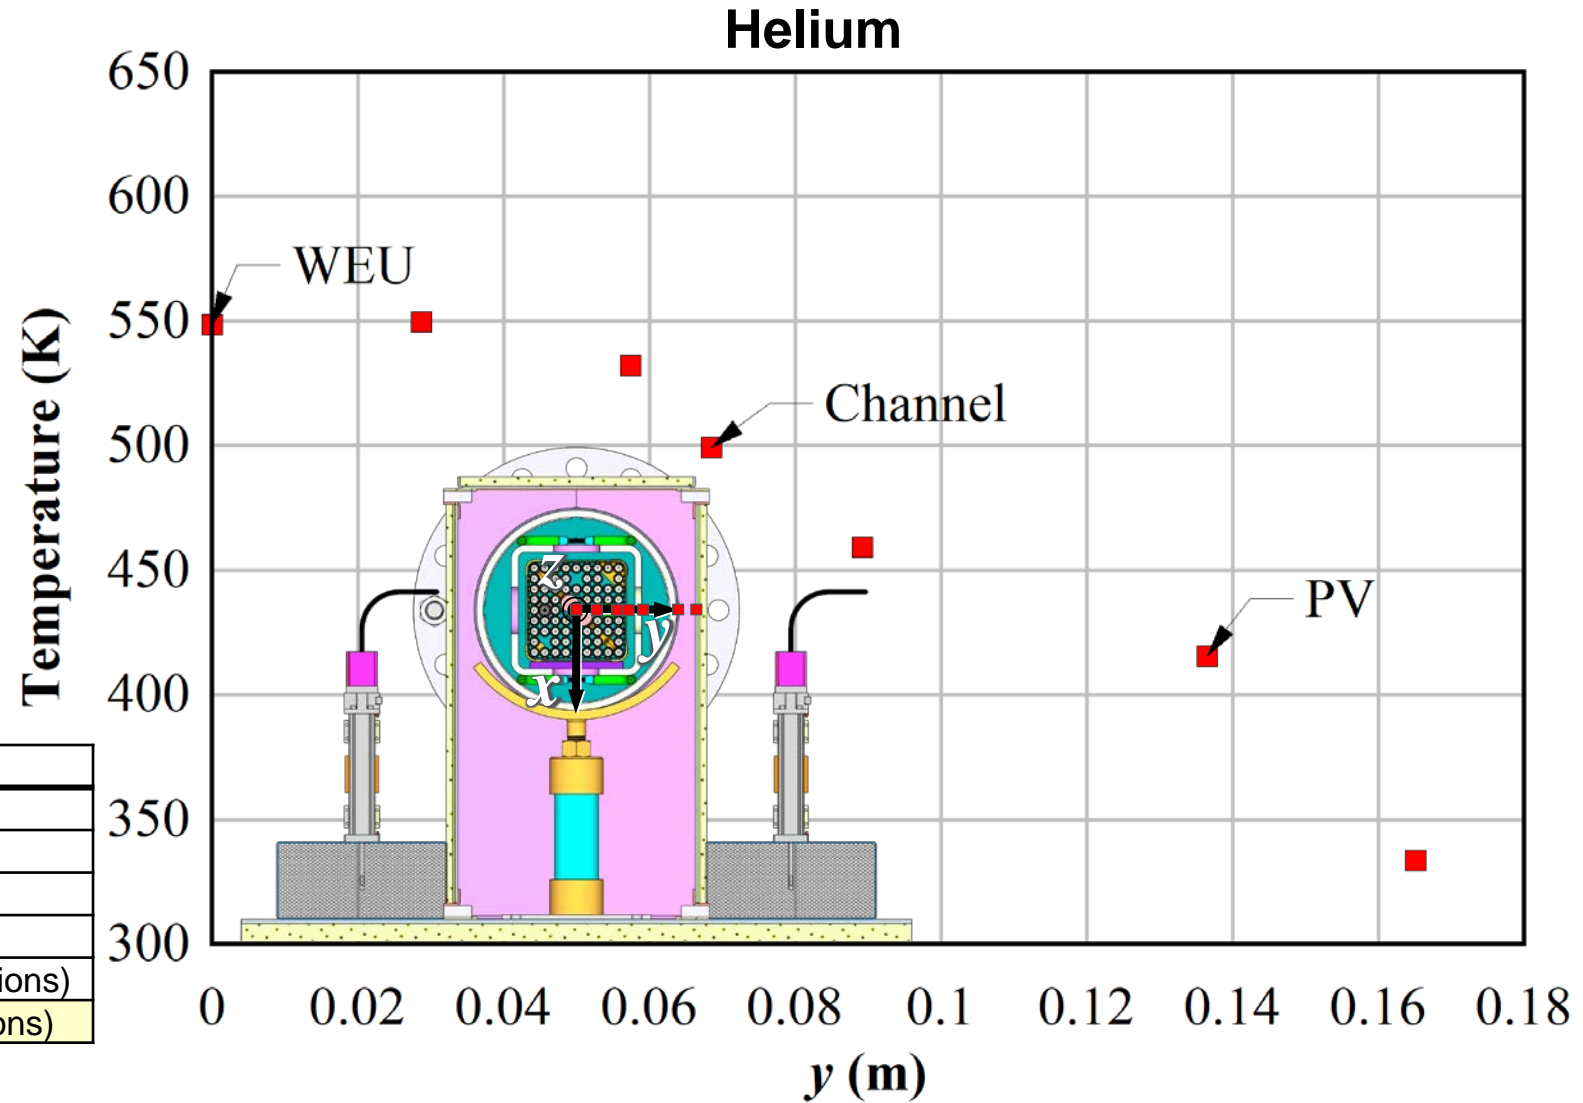 Helium
650
600
550
500
450
400
350
300
Temperature (K)
WEU
Channel
PV
z
y
x
ions)
ons)
0 0.02 0.04 0.06 0.08 0.1 0.12 0.14 0.16 0.18
y (m)